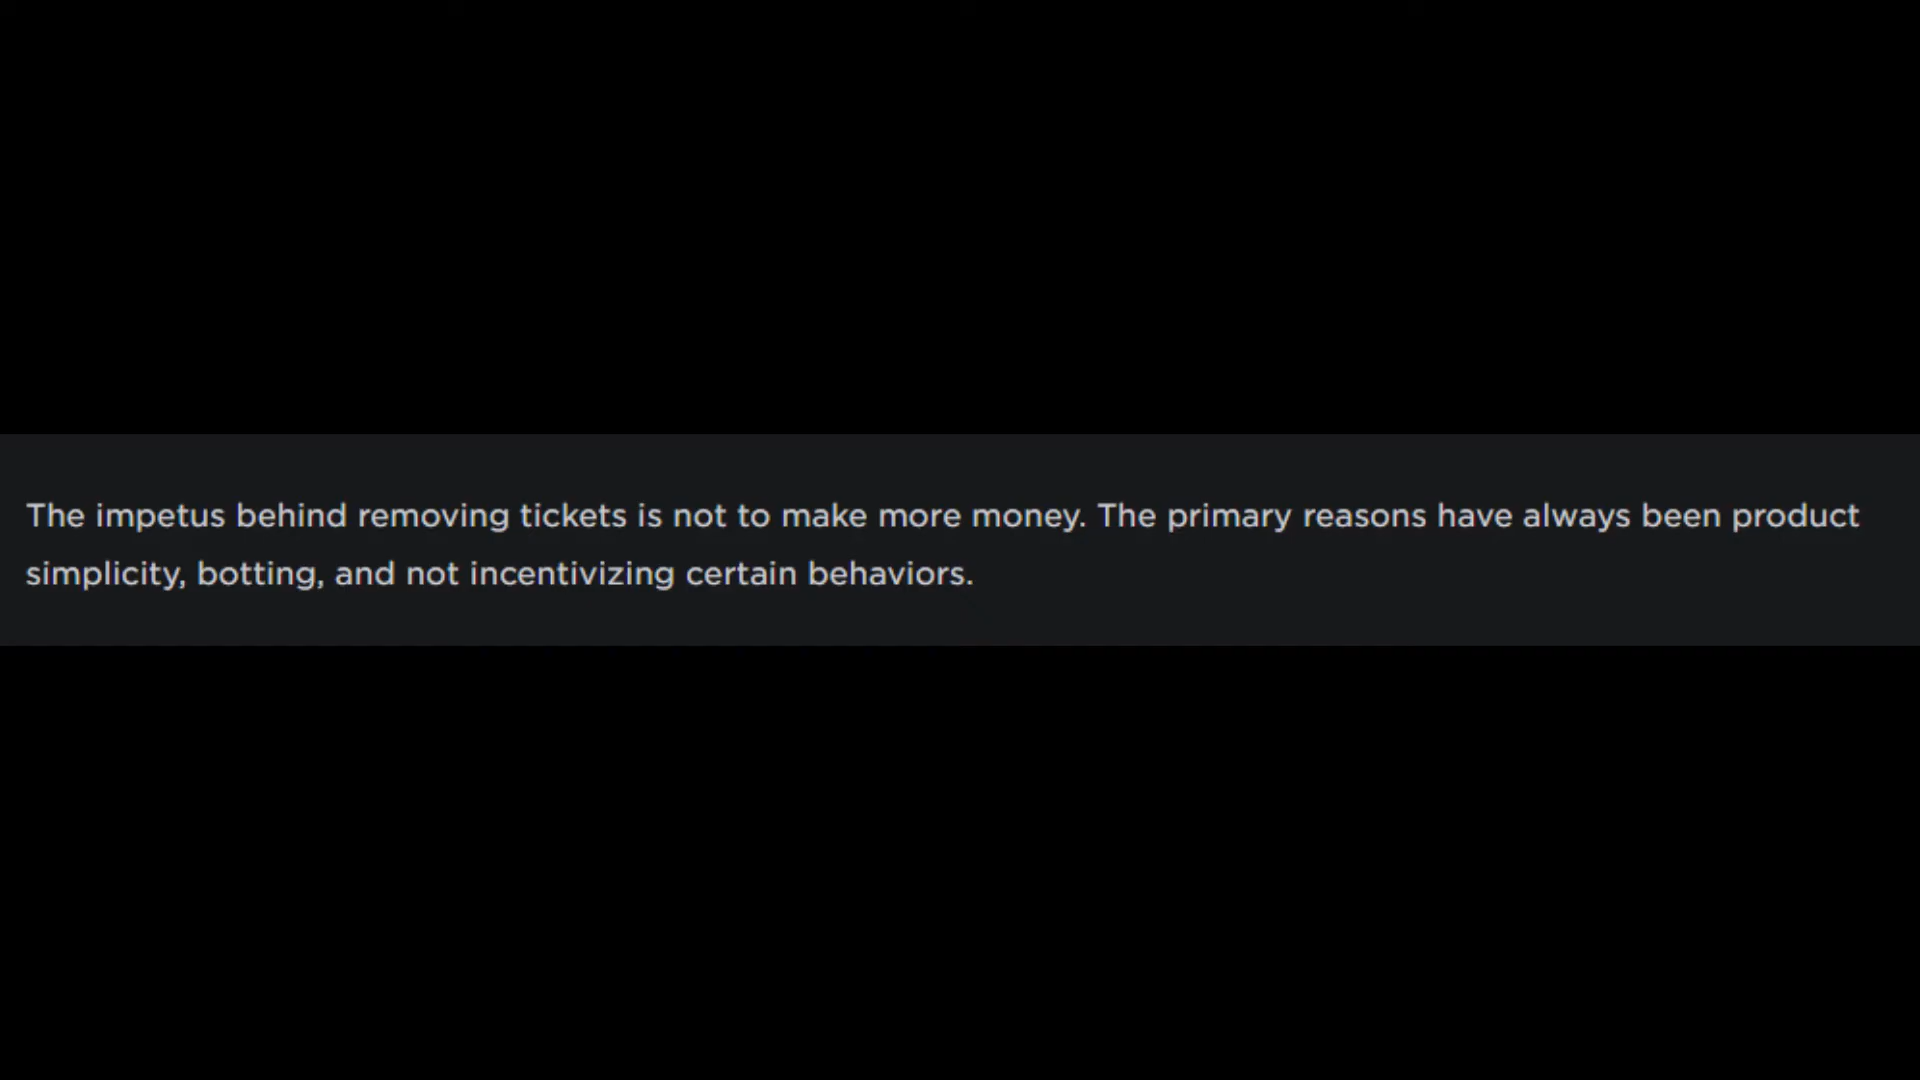 The impetus behind removing tickets is not to make more money. The primary reasons have always been product
simplicity, botting, and not incentivizing certain behaviors.